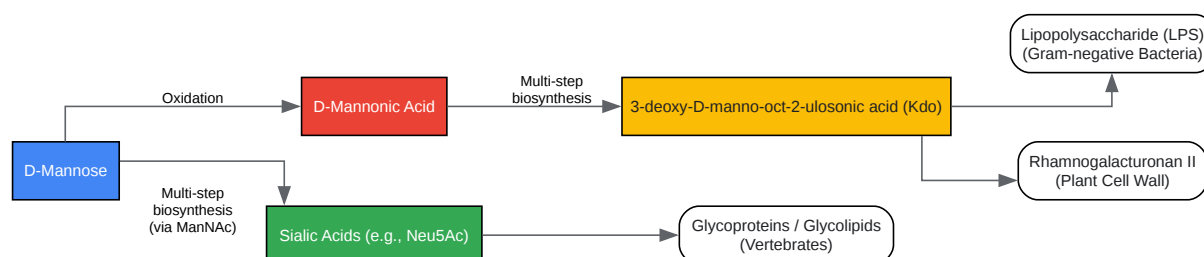 Lipopolysaccharide (LPS)
(Gram-negative Bacteria)
Oxidation
D-Mannonic Acid
Multi-step
biosynthesis
3-deoxy-D-manno-oct-2-ulosonic acid (Kdo)
D-Mannose
Rhamnogalacturonan II
(Plant Cell Wall)
Multi-step
biosynthesis
(via ManNAc)
Sialic Acids (e.g., Neu5Ac)
Glycoproteins / Glycolipids
(Vertebrates)